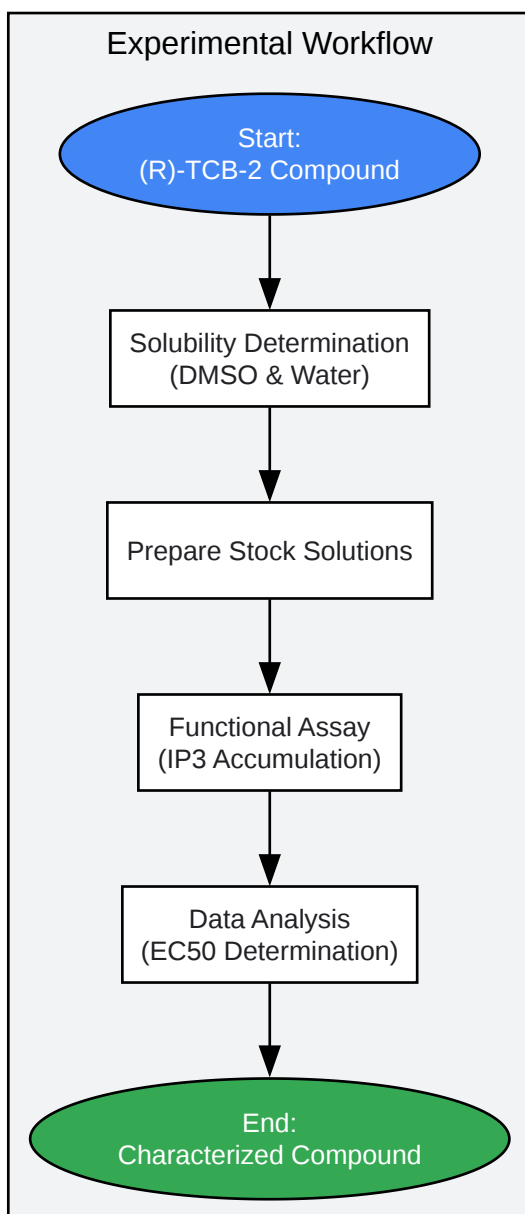 Experimental Workflow
Start:
(R)-TCB-2 Compound
Solubility Determination
(DMSO & Water)
Prepare Stock Solutions
Functional Assay
(IP3 Accumulation)
Data Analysis
(EC50 Determination)
End:
Characterized Compound